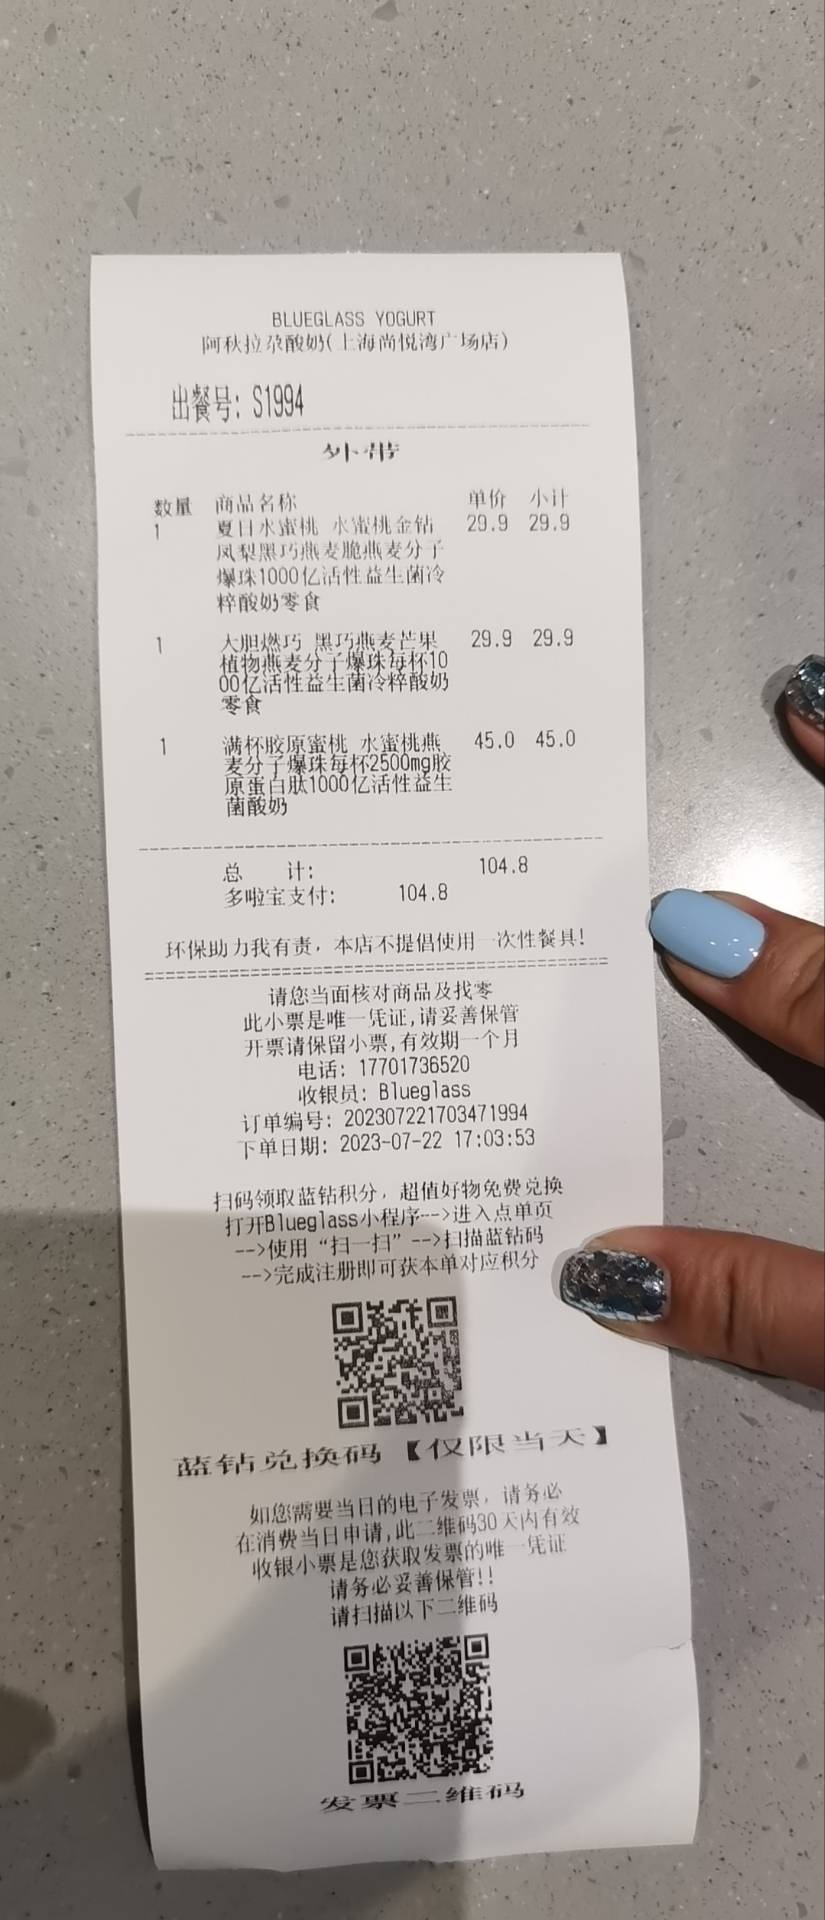 BLUEGLASS YOGURT
阿秋拉尕酸奶(上海尚悦湾广场店)
出餐号: S1994
外带
数量 商品名称 单价 小计
1 夏日水蜜桃 水蜜桃金钻 29.9 29.9
凤梨黑巧燕麦脆燕麦分子
爆珠1000亿活性益生菌冷
粹酸奶零食
1 大胆燃巧 黑巧燕麦芒果 29.9 29.9
植物燕麦分子爆珠每杯10
00亿活性益生菌冷粹酸奶
零食
1 满杯胶原蜜桃 水蜜桃燕 45.0 45.0
麦分子爆珠每杯2500mg胶
原蛋白肽1000亿活性益生
菌酸奶
总 计: 104.8
多啦宝支付: 104.8
环保助力我有责，本店不提倡使用一次性餐具!
请您当面核对商品及找零
此小票是唯一凭证,请妥善保管
开票请保留小票,有效期一个月
电话: 17701736520
收银员: Blueglass
订单编号: 202307221703471994
下单日期: 2023-07-22 17:03:53
扫码领取蓝钻积分，超值好物免费兑换
打开Blueglass小程序-->进入点单页
-->使用“扫一扫”-->扫描蓝钻码
-->完成注册即可获本单对应积分
蓝钻兑换码【仅限当天】
如您需要当日的电子发票，请务必
在消费当日申请,此二维码30天内有效
收银小票是您获取发票的唯一凭证
请务必妥善保管!!
请扫描以下二维码
发票二维码